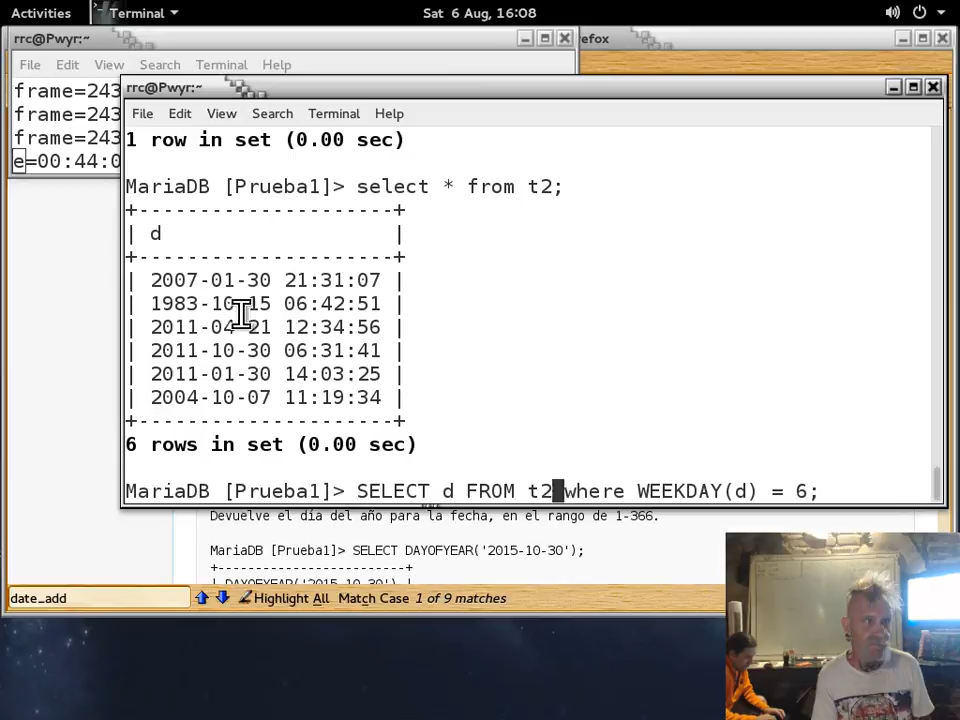 Activities Terminal Sat 6 Aug, 16:08
rrc@Pwyr:~ efox
File Edit View Search Terminal Help
frame=243
frame=243
frame=243
e=00:44:0
rrc@Pwyr:~
File Edit View Search Terminal Help
1 row in set (0.00 sec)
MariaDB [Prueba1]> select * from t2;
+---------------------+
| d                   |
+---------------------+
| 2007-01-30 21:31:07 |
| 1983-10-15 06:42:51 |
| 2011-04-21 12:34:56 |
| 2011-10-30 06:31:41 |
| 2011-01-30 14:03:25 |
| 2004-10-07 11:19:34 |
+---------------------+
6 rows in set (0.00 sec)
MariaDB [Prueba1]> SELECT d FROM t2 where WEEKDAY(d) = 6;
Devuelve el día del año para la fecha, en el rango de 1-366.
MariaDB [Prueba1]> SELECT DAYOFYEAR('2015-10-30');
+-------------------------+
| DAYOFYEAR('2015-10-30') |
date_add Highlight All Match Case 1 of 9 matches